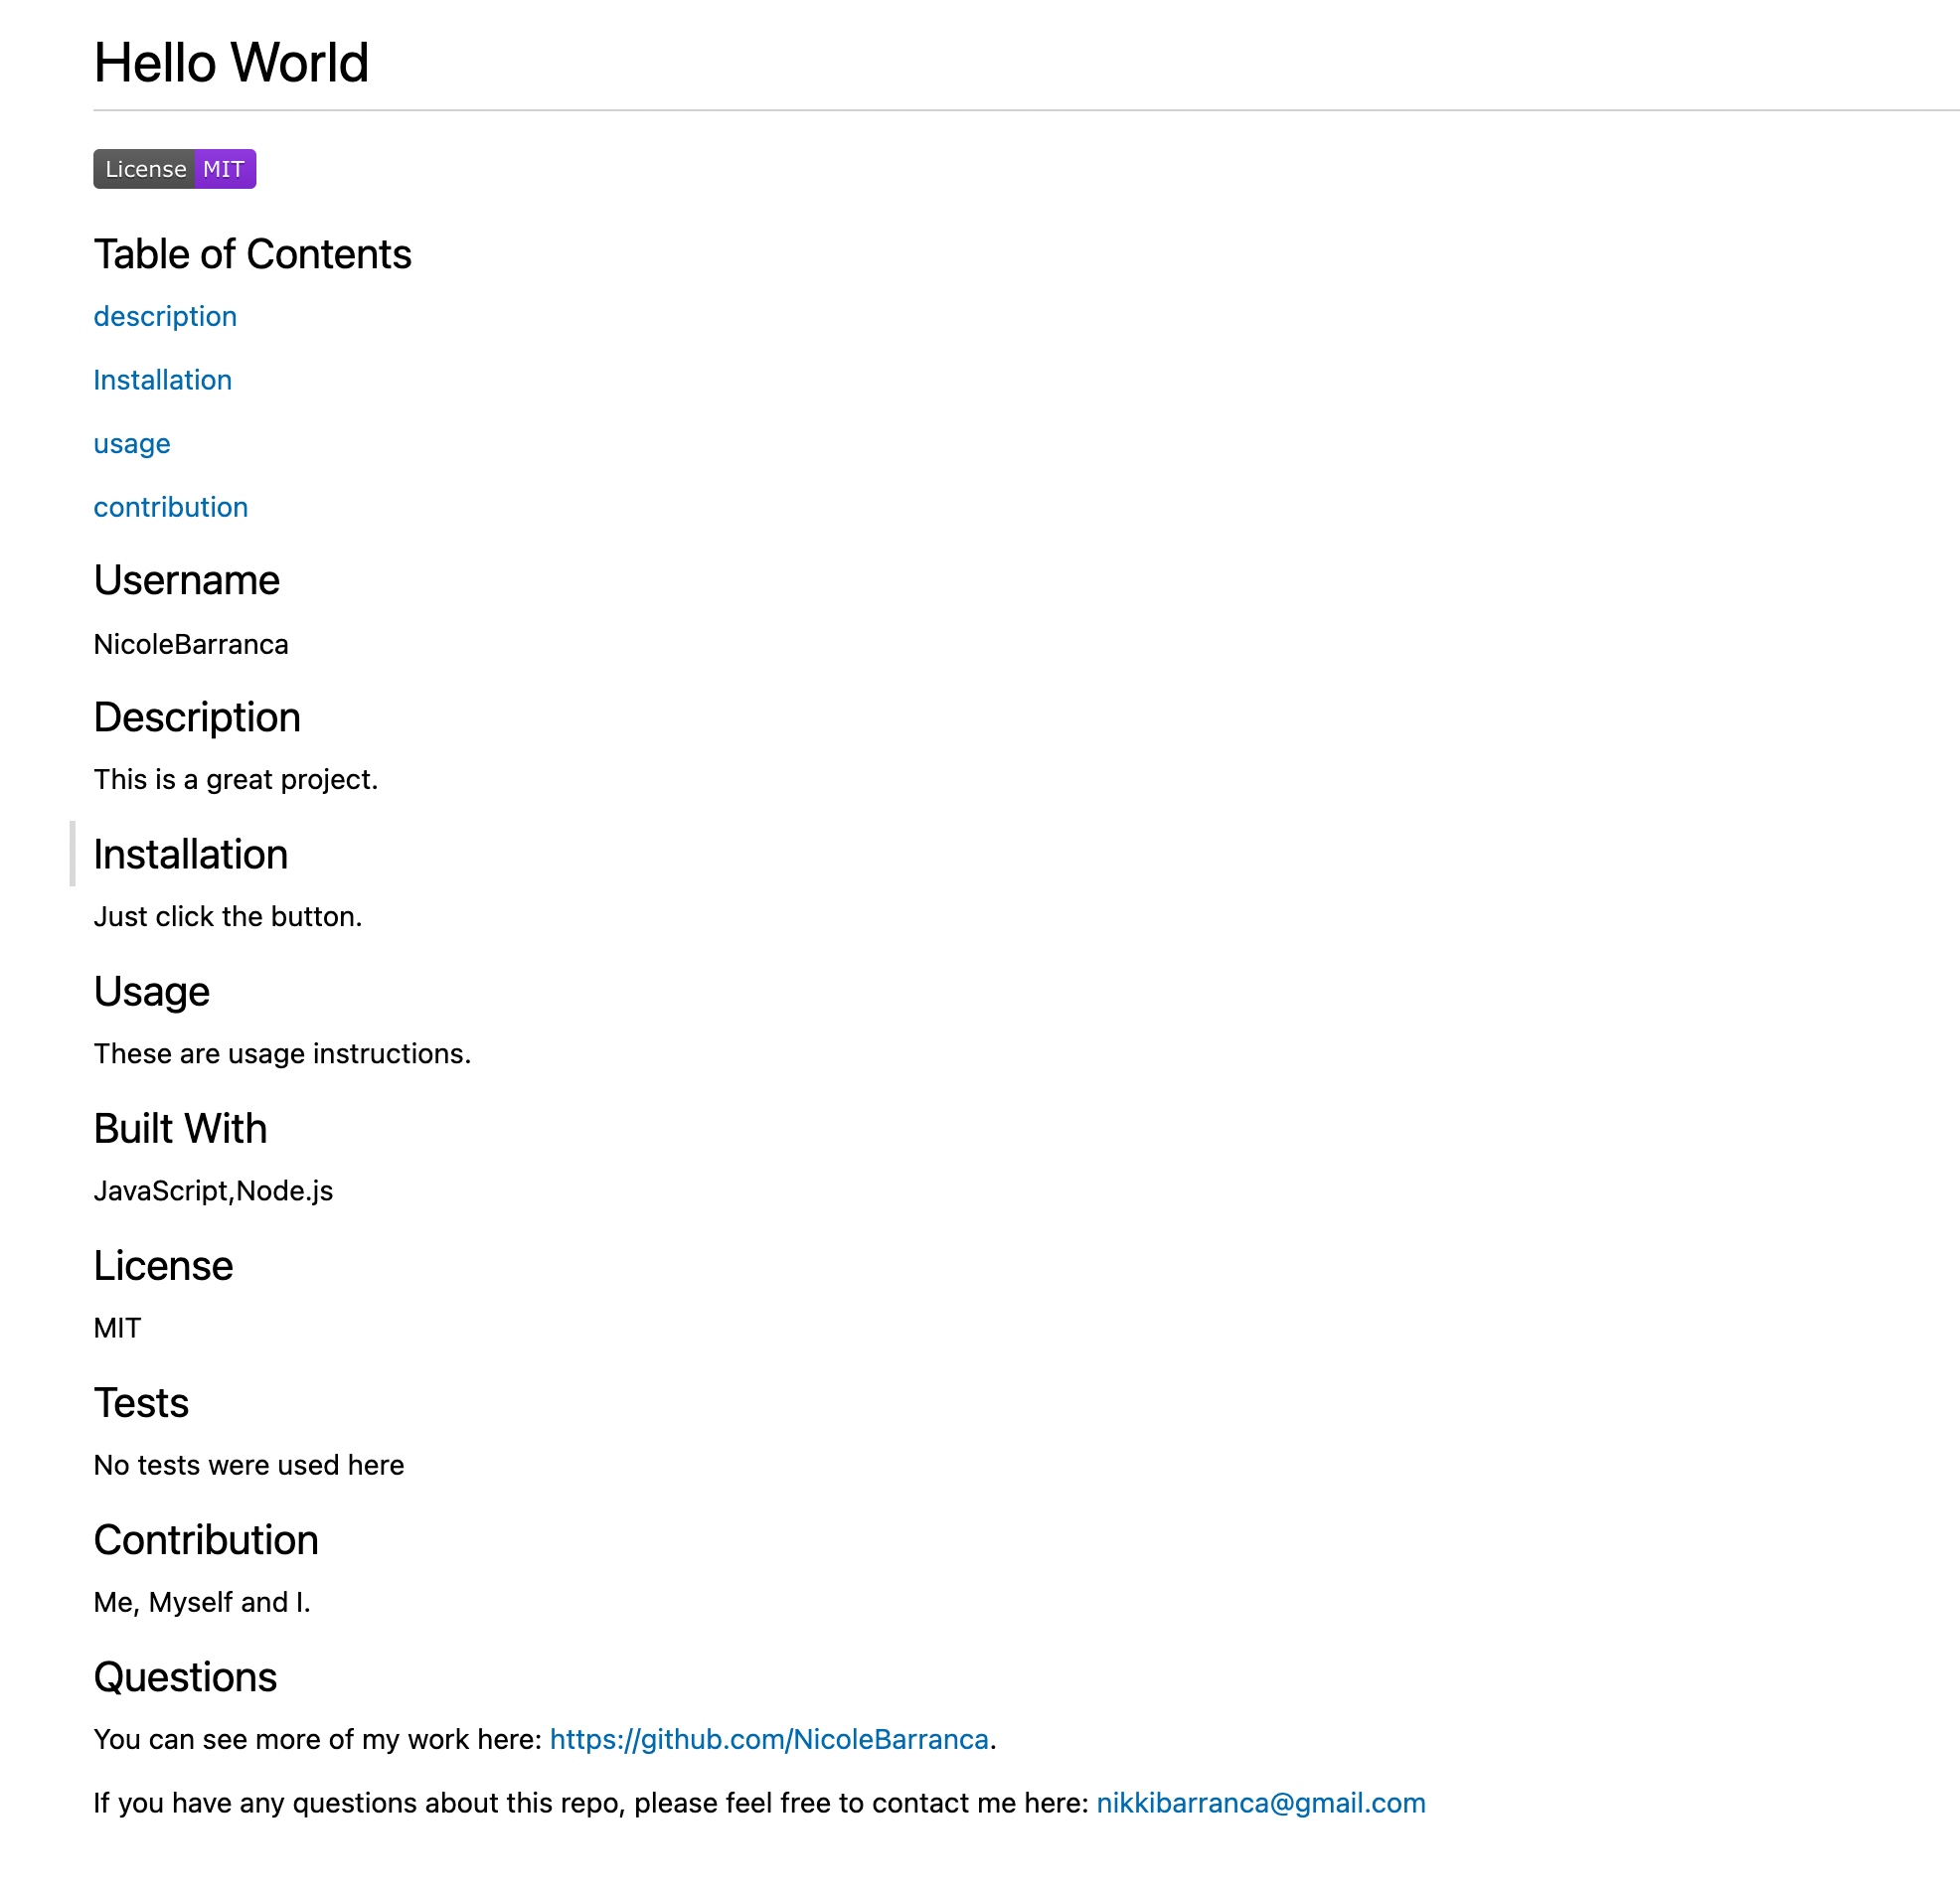 Hello World
License MIT
Table of Contents
description
Installation
usage
contribution
Username
NicoleBarranca
Description
This is a great project.
Installation
Just click the button.
Usage
These are usage instructions.
Built With
JavaScript,Node.js
License
MIT
Tests
No tests were used here
Contribution
Me, Myself and I.
Questions
You can see more of my work here: https://github.com/NicoleBarranca.
If you have any questions about this repo, please feel free to contact me here: nikkibarranca@gmail.com